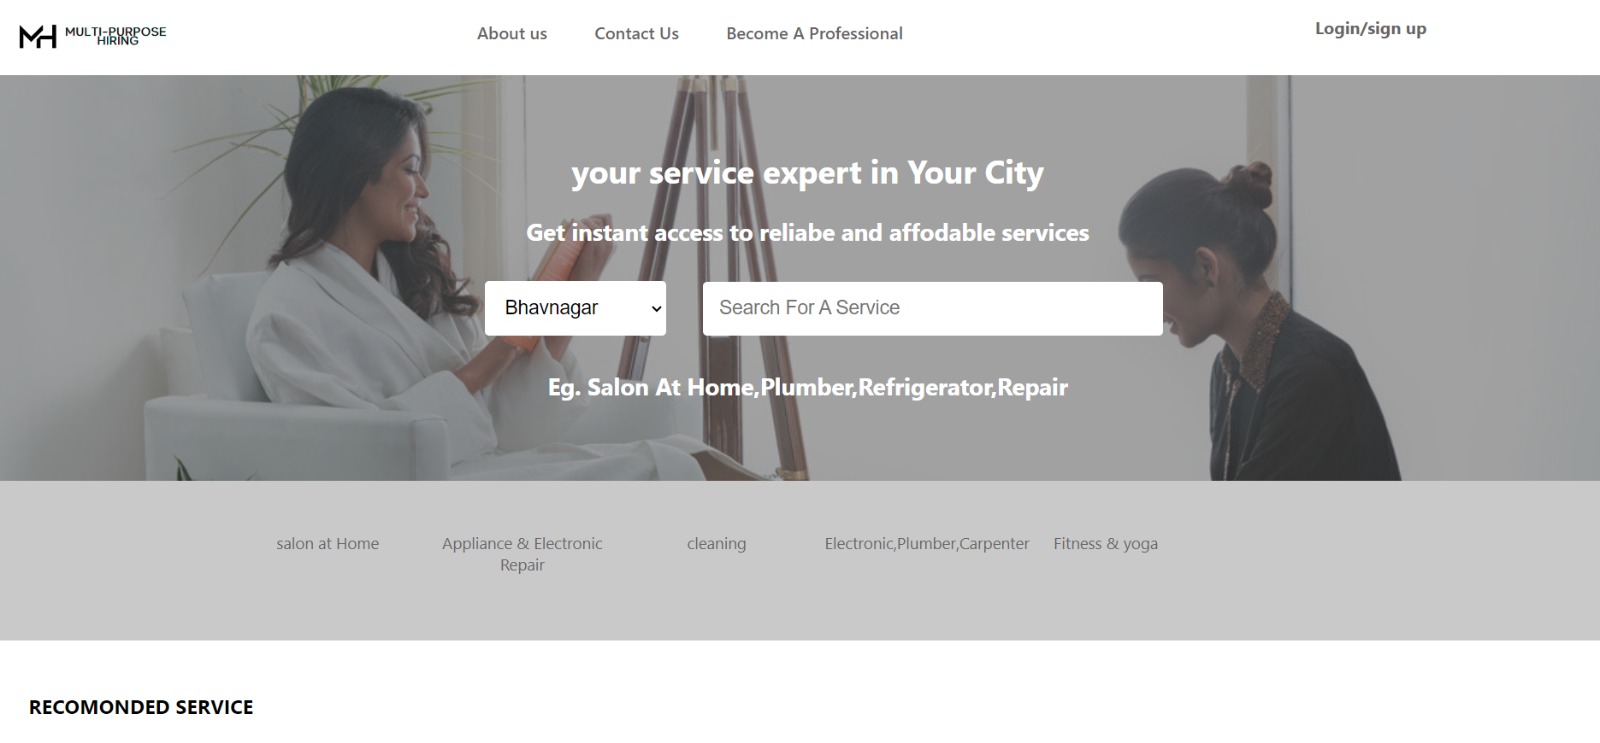 MH MULTI-PURPOSE
HIRING
About us
Contact Us
Become A Professional
Login/sign up
your service expert in Your City
Get instant access to reliabe and affodable services
Bhavnagar
Search For A Service
Eg. Salon At Home,Plumber,Refrigerator,Repair
salon at Home
Appliance & Electronic
Repair
cleaning
Electronic,Plumber,Carpenter
Fitness & yoga
RECOMONDED SERVICE